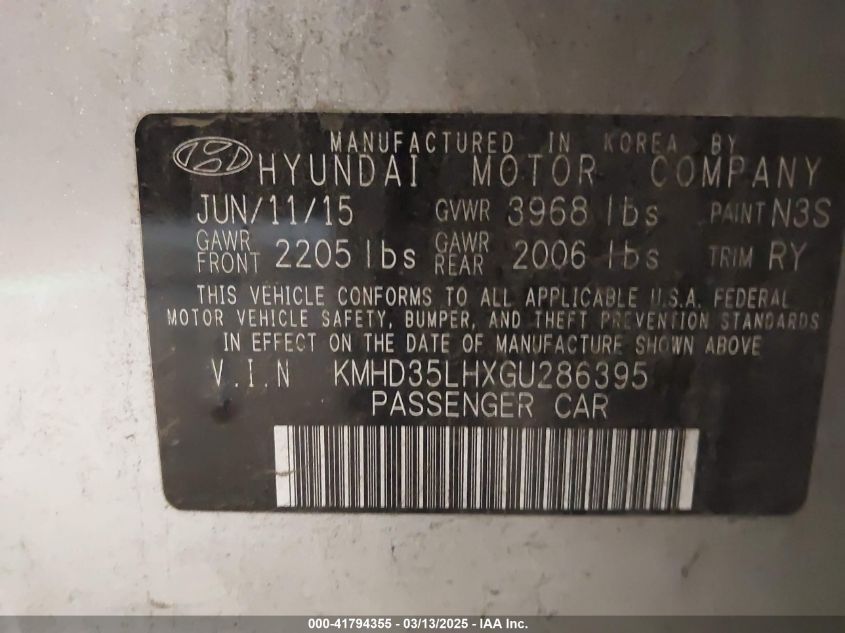 MANUFACTURED IN KOREA BY
HYUNDAI MOTOR COMPANY
JUN/11/15 GVWR 3968 lbs PAINT N3S
GAWR FRONT 2205 lbs GAWR REAR 2006 lbs TRIM RY
THIS VEHICLE CONFORMS TO ALL APPLICABLE U.S.A. FEDERAL
MOTOR VEHICLE SAFETY, BUMPER, AND THEFT PREVENTION STANDARDS
IN EFFECT ON THE DATE OF MANUFACTURE SHOWN ABOVE
V.I.N KMHD35LHXGU286395
PASSENGER CAR
000-41794355 - 03/13/2025 - IAA Inc.